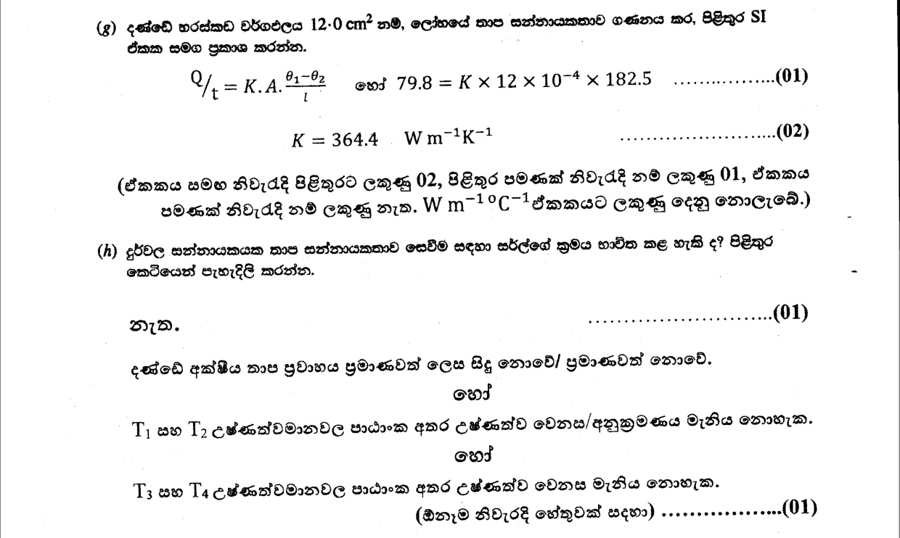 (g) දණ්ඩේ හරස්කඩ වර්ගඵලය 12·0 cm² නම්, ලෝහයේ තාප සන්නායකතාව ගණනය කර, පිළිතුර SI
ඒකක සමග ප්‍රකාශ කරන්න.
Q/t = K.A.(θ₁−θ₂)/l හෝ 79.8 = K × 12 × 10⁻⁴ × 182.5 ...................(01)
K = 364.4 W m⁻¹K⁻¹ ...........................(02)
(ඒකකය සමඟ නිවැරැදි පිළිතුරට ලකුණු 02, පිළිතුර පමණක් නිවැරැදි නම් ලකුණු 01, ඒකකය
පමණක් නිවැරැදි නම් ලකුණු නැත. W m⁻¹ °C⁻¹ ඒකකයට ලකුණු දෙනු නොලැබේ.)
(h) දුර්වල සන්නායකයක තාප සන්නායකතාව සෙවීම සඳහා සර්ල්ගේ ක්‍රමය භාවිත කළ හැකි ද? පිළිතුර
කෙටියෙන් පැහැදිලි කරන්න.
නැත. ...............................(01)
දණ්ඩේ අක්ෂීය තාප ප්‍රවාහය ප්‍රමාණවත් ලෙස සිදු නොවේ/ ප්‍රමාණවත් නොවේ.
හෝ
T₁ සහ T₂ උෂ්ණත්වමානවල පාඨාංක අතර උෂ්ණත්ව වෙනස/අනුක්‍රමණය මැනිය නොහැක.
හෝ
T₃ සහ T₄ උෂ්ණත්වමානවල පාඨාංක අතර උෂ්ණත්ව වෙනස මැනිය නොහැක.
(ඕනෑම නිවැරදි හේතුවක් සදහා) ....................(01)